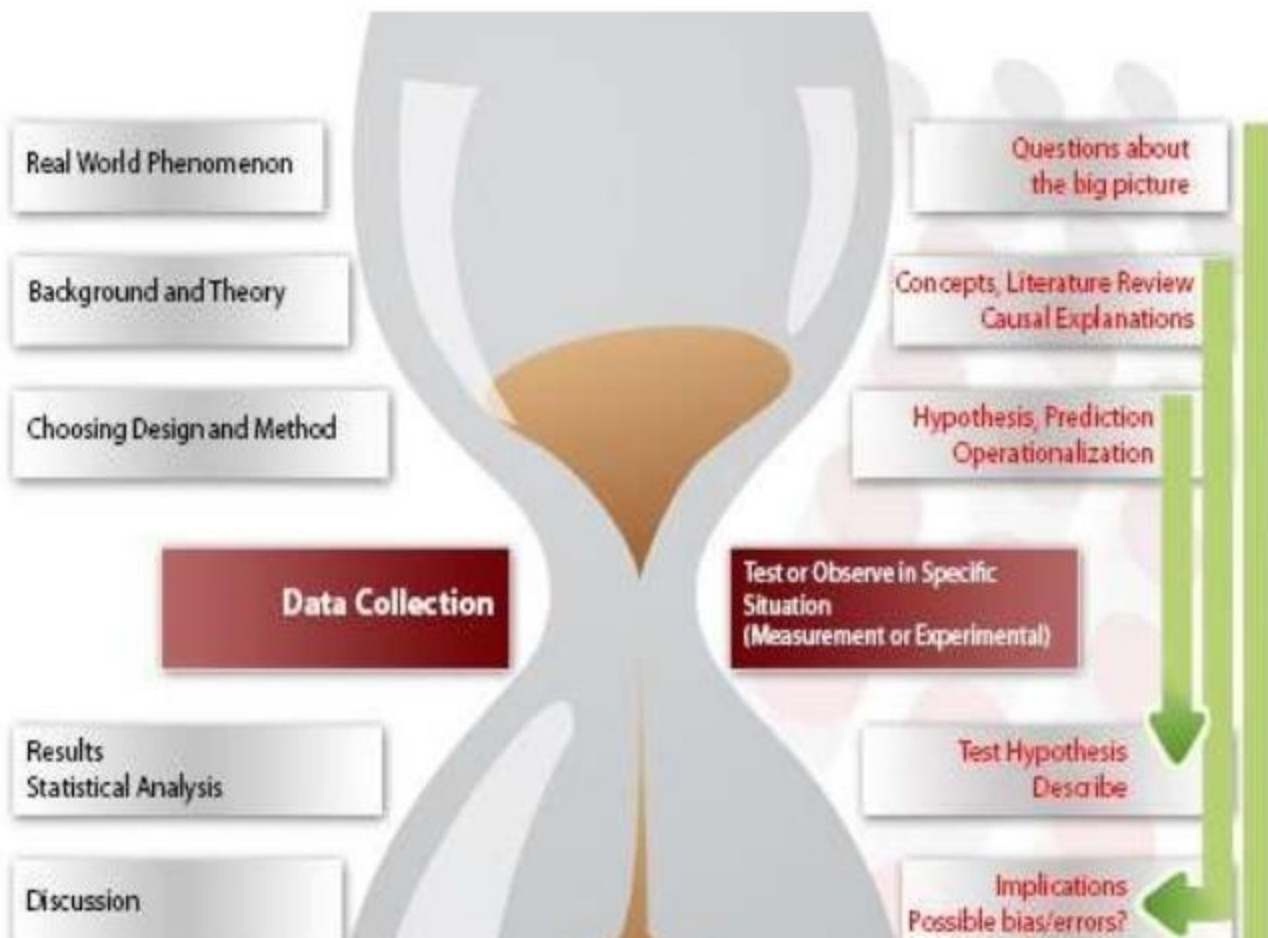 Real World Phenomenon
Questions about
the big picture
Background and Theory
Concepts, Literature Review
Causal Explanations
Choosing Design and Method
Hypothesis, Prediction
Operationalization
Data Collection
Test or Observe in Specific
Situation
(Measurement or Experimental)
Results
Statistical Analysis
Test Hypothesis
Describe
Discussion
Implications
Possible bias/errors?